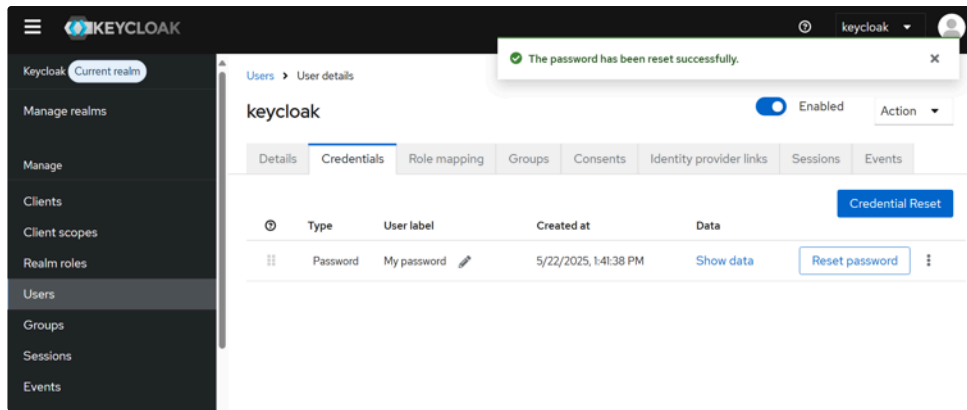 KEYCLOAK
keycloak
The password has been reset successfully.
Keycloak Current realm
Manage realms
Manage
Clients
Client scopes
Realm roles
Users
Groups
Sessions
Events
Users > User details
keycloak
Enabled
Action
Details Credentials Role mapping Groups Consents Identity provider links Sessions Events
Credential Reset
Type User label Created at Data
Password My password 5/22/2025, 1:41:38 PM Show data Reset password